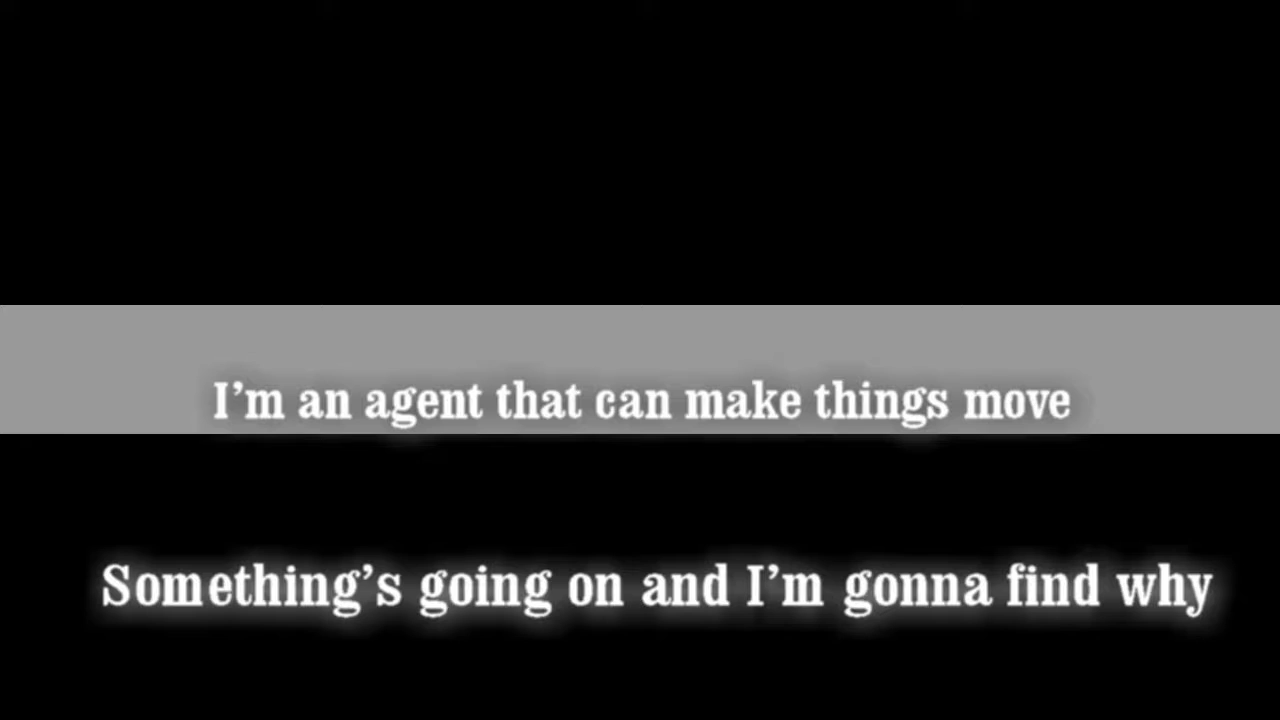 I’m an agent that can make things move
Something’s going on and I’m gonna find why